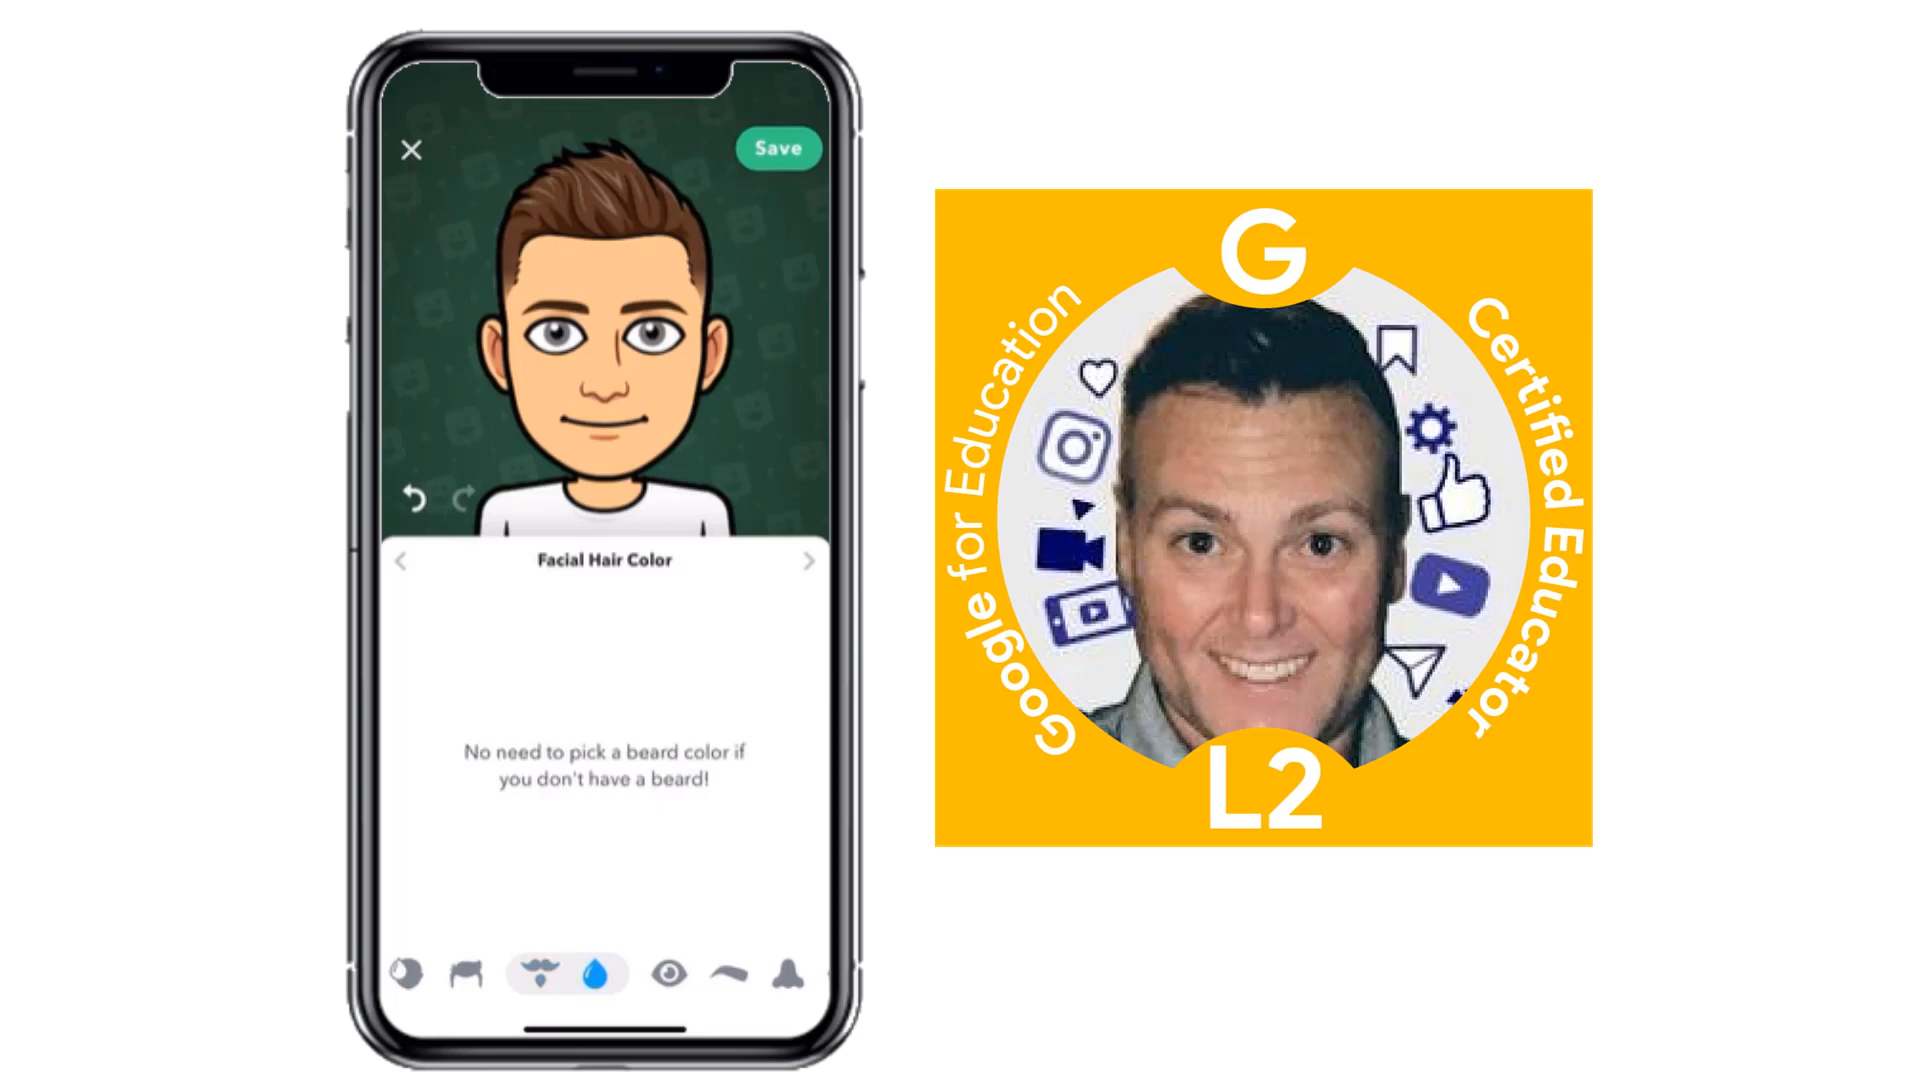 Save
Facial Hair Color
No need to pick a beard color if
you don't have a beard!
G
Google for Education
Certified Educator
L2